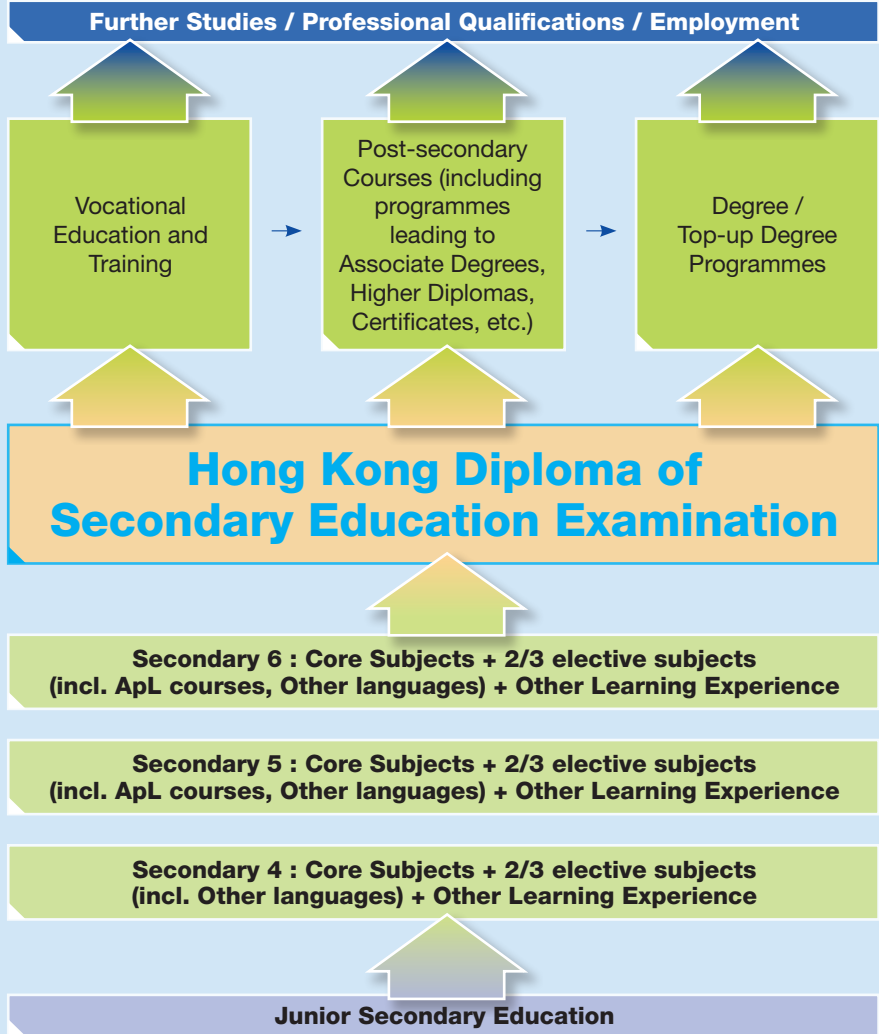 Further Studies / Professional Qualifications / Employment
Vocational
Education and
Training
Post-secondary
Courses (including
programmes
leading to
Associate Degrees,
Higher Diplomas,
Certificates, etc.)
Degree /
Top-up Degree
Programmes
Hong Kong Diploma of
Secondary Education Examination
Secondary 6 : Core Subjects + 2/3 elective subjects
(incl. ApL courses, Other languages) + Other Learning Experience
Secondary 5 : Core Subjects + 2/3 elective subjects
(incl. ApL courses, Other languages) + Other Learning Experience
Secondary 4 : Core Subjects + 2/3 elective subjects
(incl. Other languages) + Other Learning Experience
Junior Secondary Education